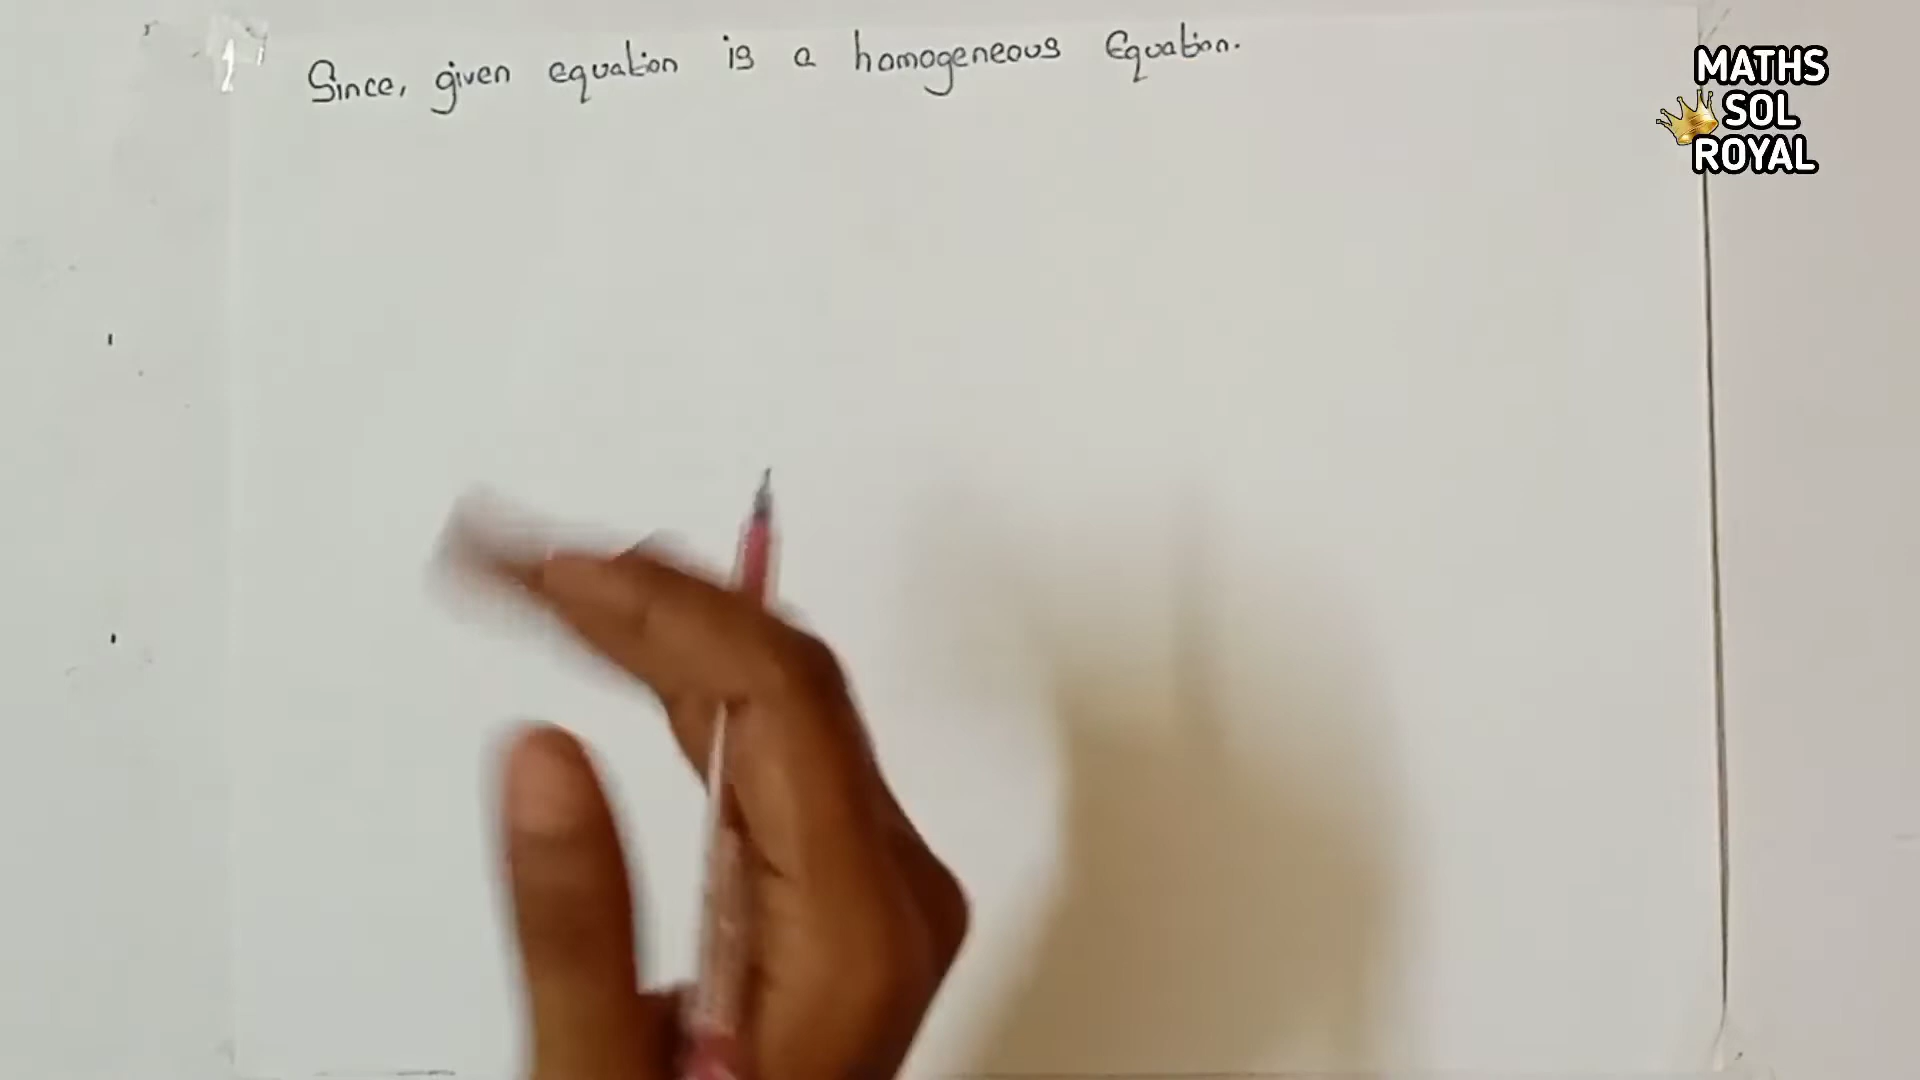 Since, given equation is a homogeneous Equation.
MATHS
SOL
ROYAL